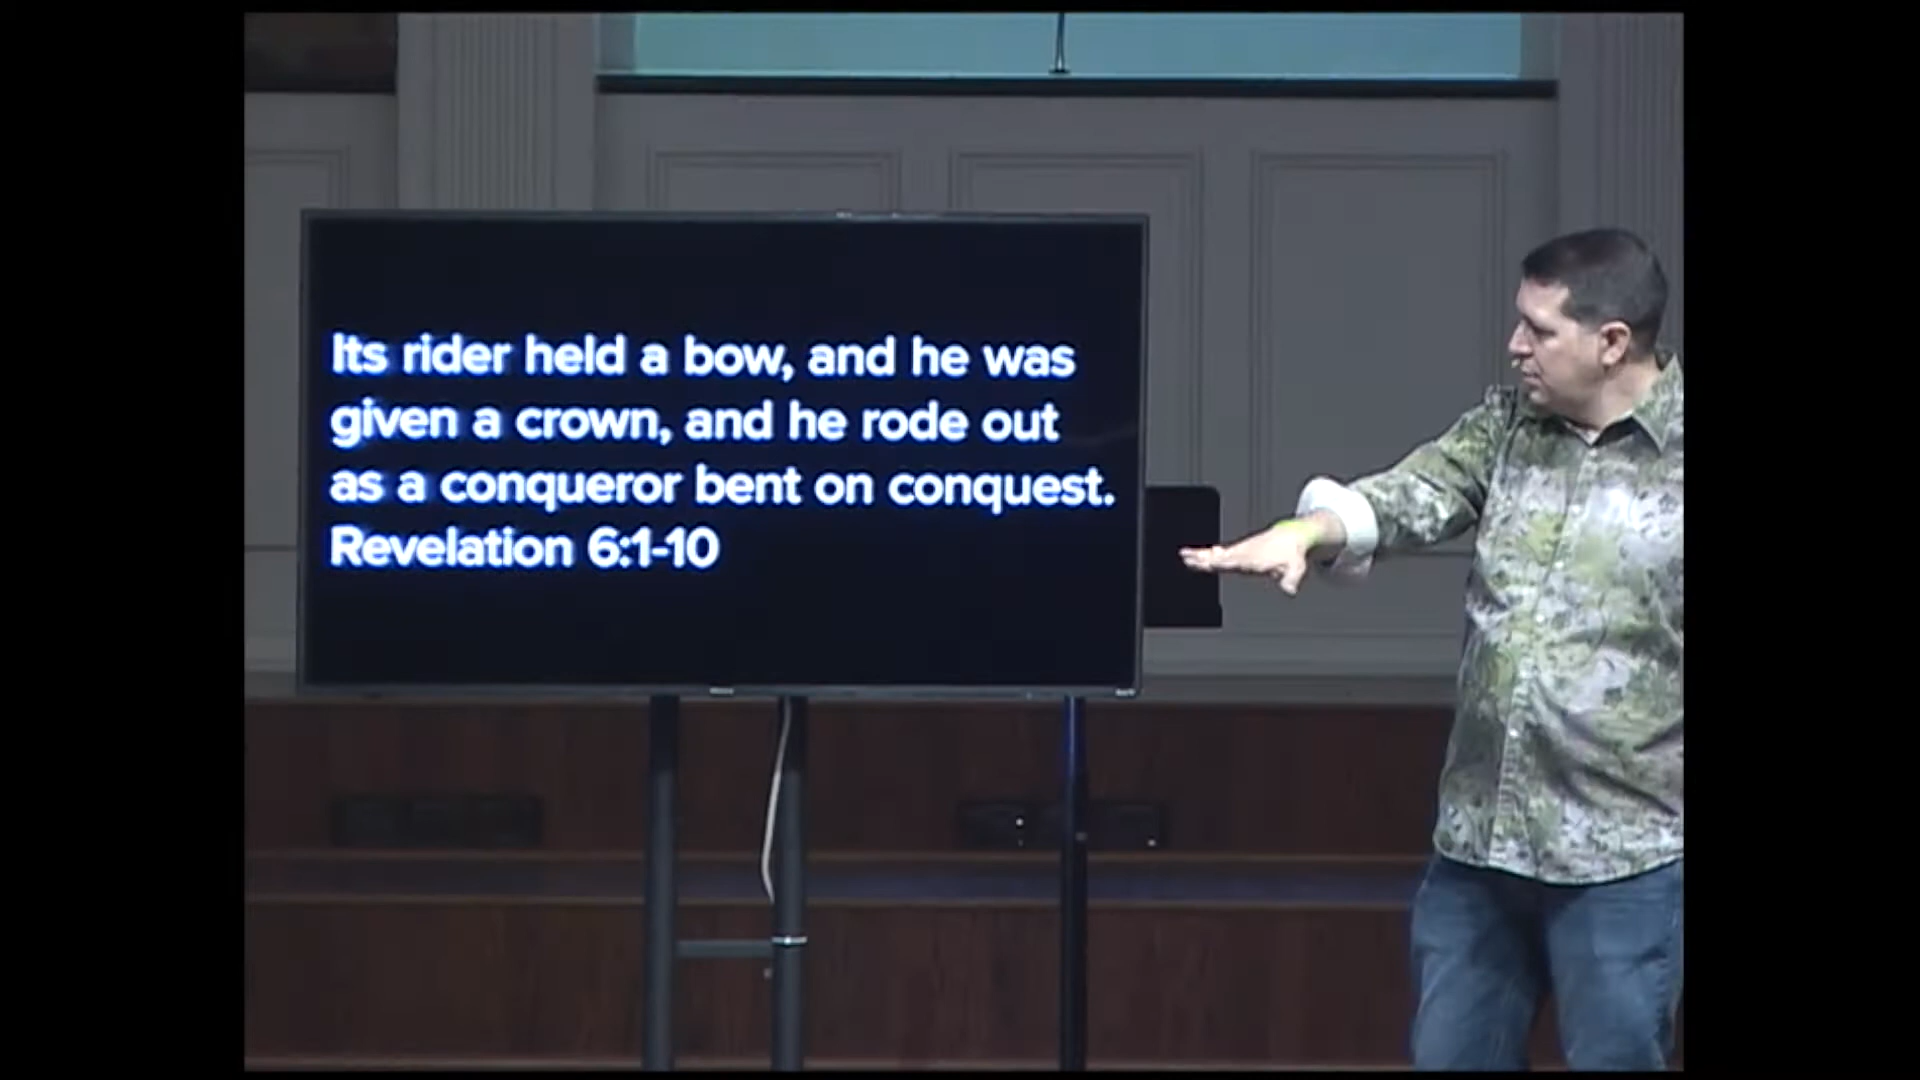 Its rider held a bow, and he was
given a crown, and he rode out
as a conqueror bent on conquest.
Revelation 6:1-10